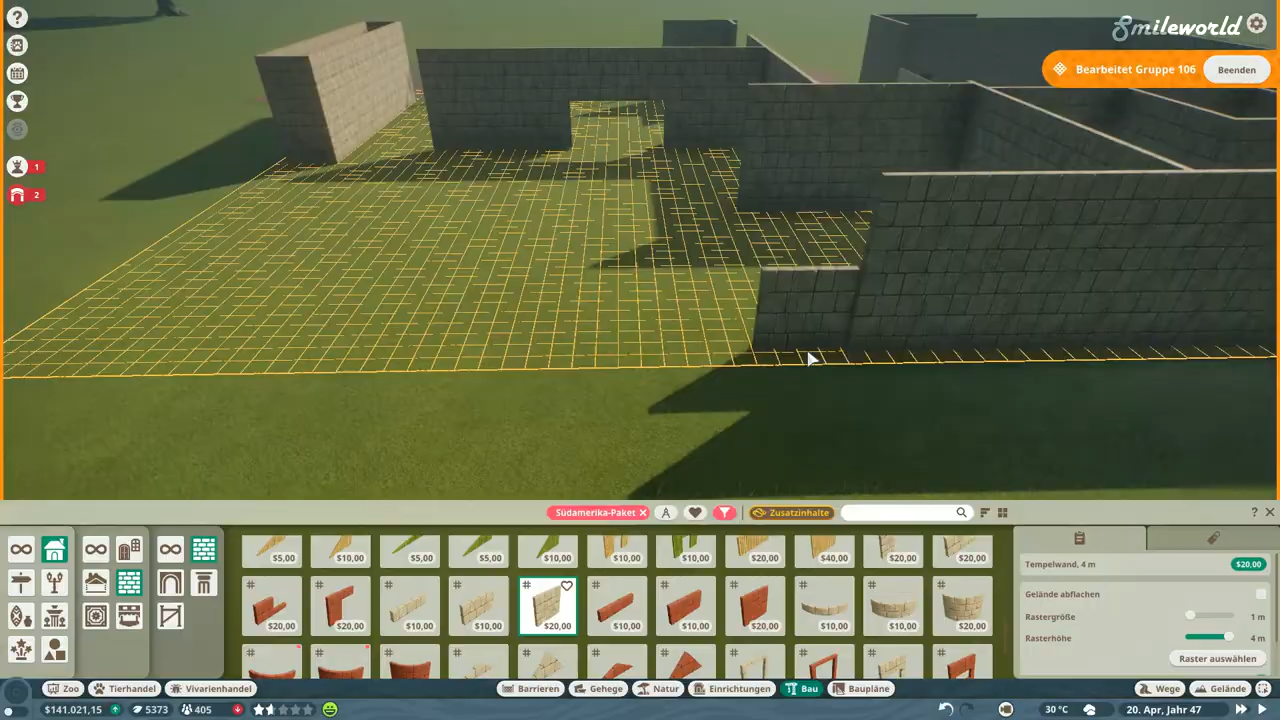 ?
Smileworld
Bearbeitet Gruppe 106
Beenden
1
2
Südamerika-Paket ×
Zusatzinhalte
? ×
$5,00 $10,00 $5,00 $5,00 $10,00 $10,00 $10,00 $20,00 $40,00 $20,00 $20,00
$20,00 $20,00 $10,00 $10,00 $20,00 $10,00 $10,00 $20,00 $10,00 $10,00 $20,00
Tempelwand, 4 m $20,00
Gelände abflachen
Rastergröße 1 m
Rasterhöhe 4 m
Raster auswählen
Zoo Tierhandel Vivarienhandel Barrieren Gehege Natur Einrichtungen Bau Baupläne Wege Gelände
$141.021,15 5373 405 30 °C 20. Apr, Jahr 47